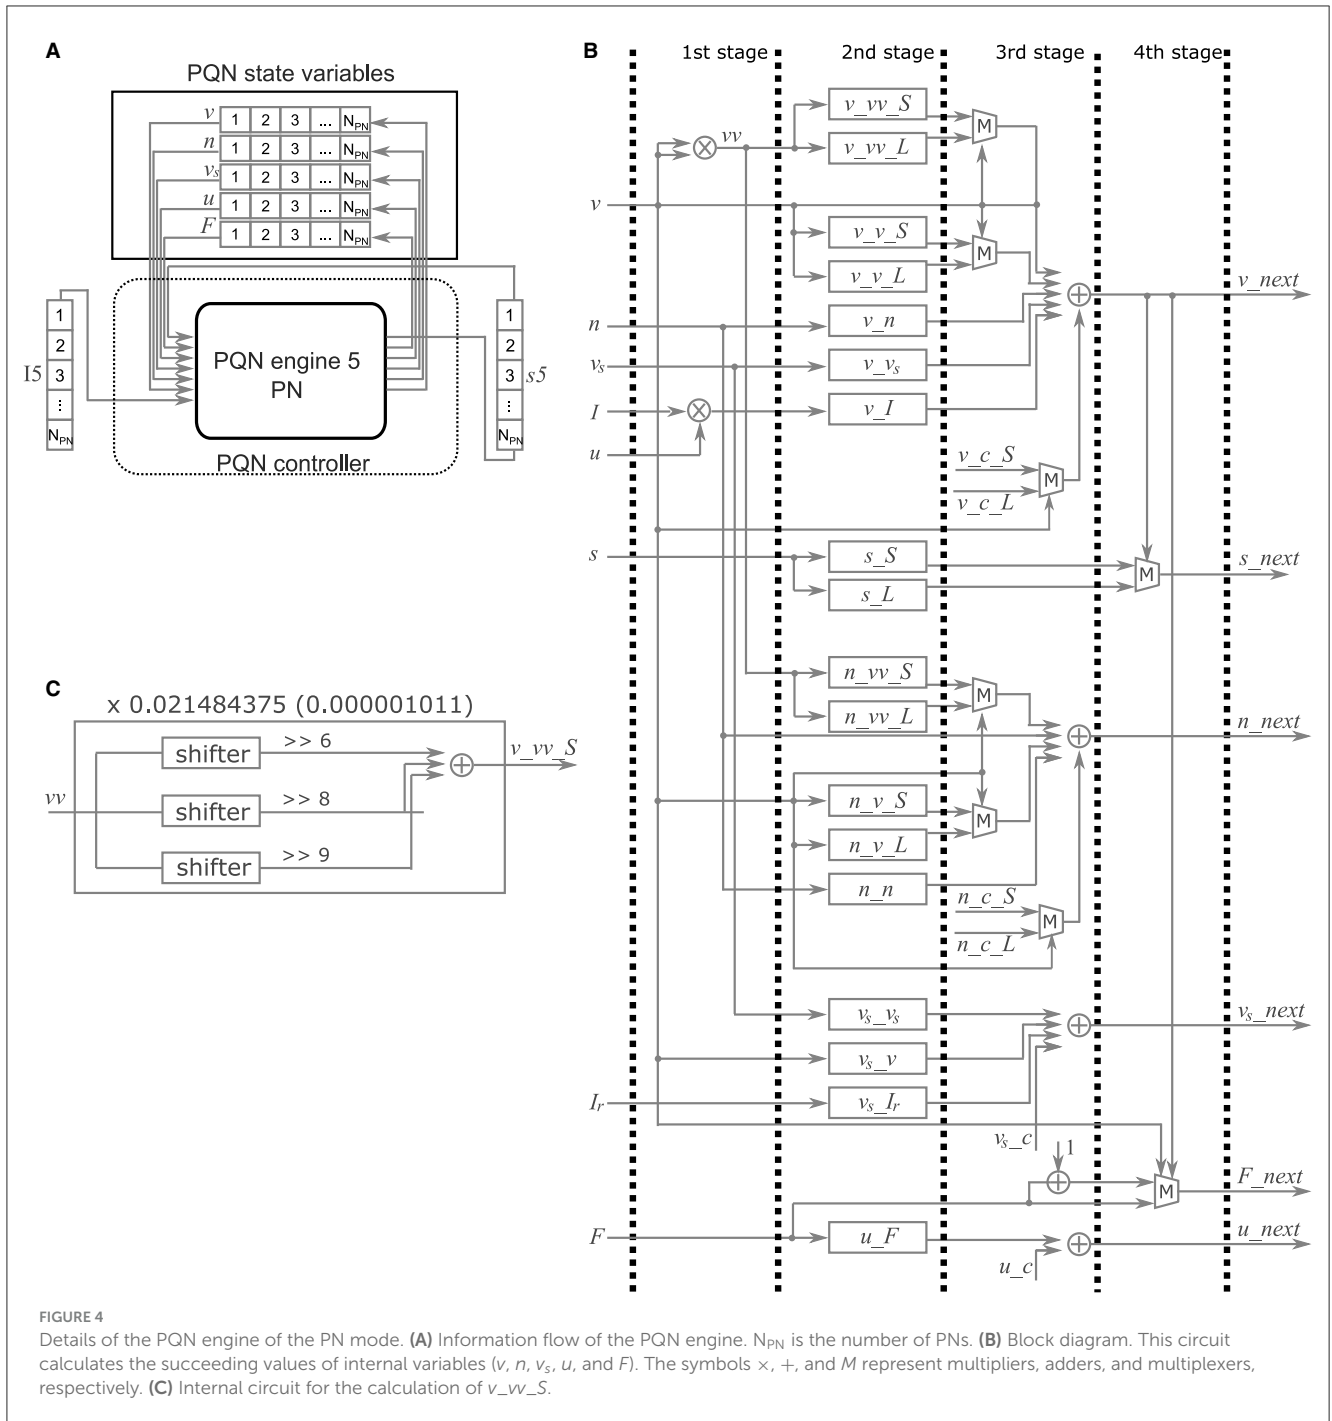 A
PQN state variables
v 1 2 3 ... N_PN
n 1 2 3 ... N_PN
v_s 1 2 3 ... N_PN
u 1 2 3 ... N_PN
F 1 2 3 ... N_PN
I5
1
2
3
⋮
N_PN
PQN engine 5
PN
PQN controller
1
2
3
⋮
N_PN
s5
B
1st stage 2nd stage 3rd stage 4th stage
v_vv_S
vv
v_vv_L
M
v
v_v_S
v_v_L
M
n
v_n
v_next
v_s
v_v_s
I
v_I
u
v_c_S
v_c_L
M
s
s_S
s_L
M
s_next
n_vv_S
n_vv_L
M
n_next
n_v_S
n_v_L
M
n_n
n_c_S
n_c_L
M
v_s_v_s
v_s_next
v_s_v
I_r
v_s_I_r
v_s_c
1
M
F_next
F
u_F
u_next
u_c
C
x 0.021484375 (0.000001011)
shifter >> 6
v_vv_S
vv
shifter >> 8
shifter >> 9
FIGURE 4
Details of the PQN engine of the PN mode. (A) Information flow of the PQN engine. N_PN is the number of PNs. (B) Block diagram. This circuit
calculates the succeeding values of internal variables (v, n, v_s, u, and F). The symbols ×, +, and M represent multipliers, adders, and multiplexers,
respectively. (C) Internal circuit for the calculation of v_vv_S.